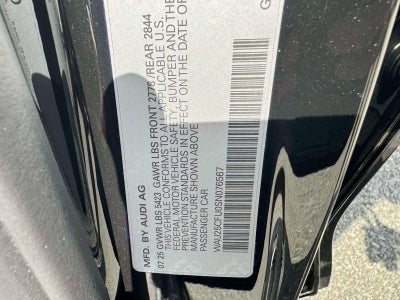 MFD. BY AUDI AG
07.25 GVWR LBS 5422 GAWR LBS FRONT 2778 /REAR 2844
THIS VEHICLE CONFORMS TO ALL APPLICABLE U.S.
FEDERAL MOTOR VEHICLE SAFETY, BUMPER AND THE
PREVENTION STANDARDS IN EFFECT ON THE DATE OF
MANUFACTURE SHOWN ABOVE
PASSENGER CAR
WAU25CFU0SN076567